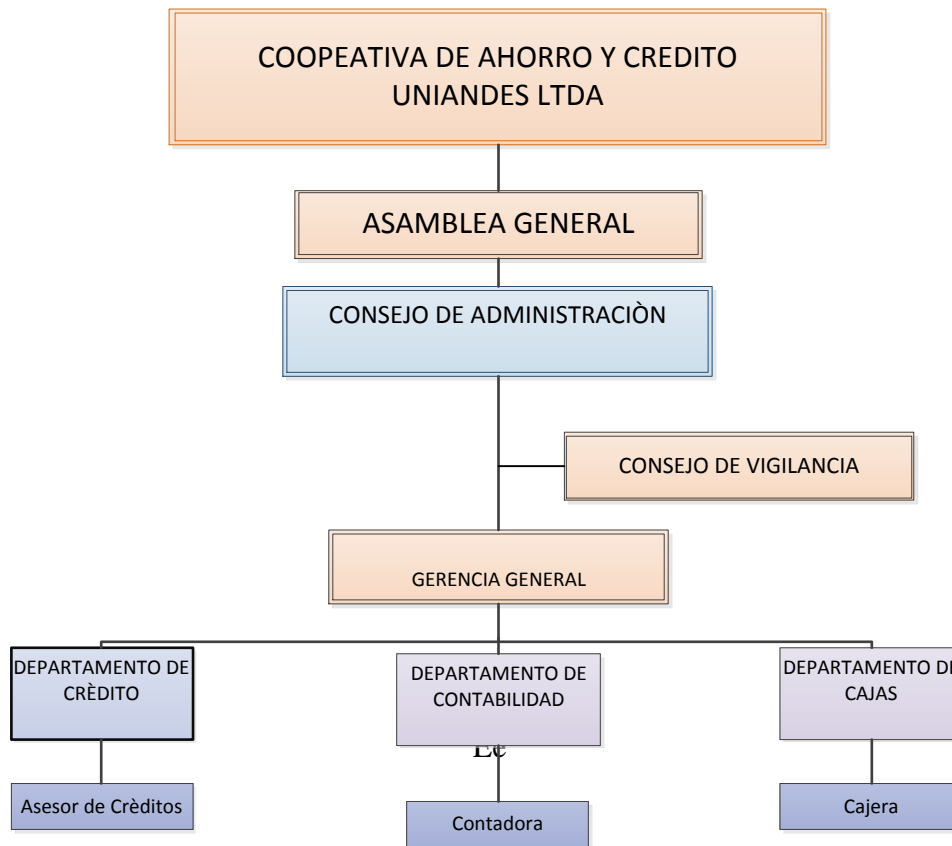 COOPEATIVA DE AHORRO Y CREDITO
UNIANDES LTDA
ASAMBLEA GENERAL
CONSEJO DE ADMINISTRACIÒN
CONSEJO DE VIGILANCIA
GERENCIA GENERAL
DEPARTAMENTO DE
CRÈDITO
DEPARTAMENTO DE
CONTABILIDAD
DEPARTAMENTO DE
CAJAS
Asesor de Crèditos
Contadora
Cajera